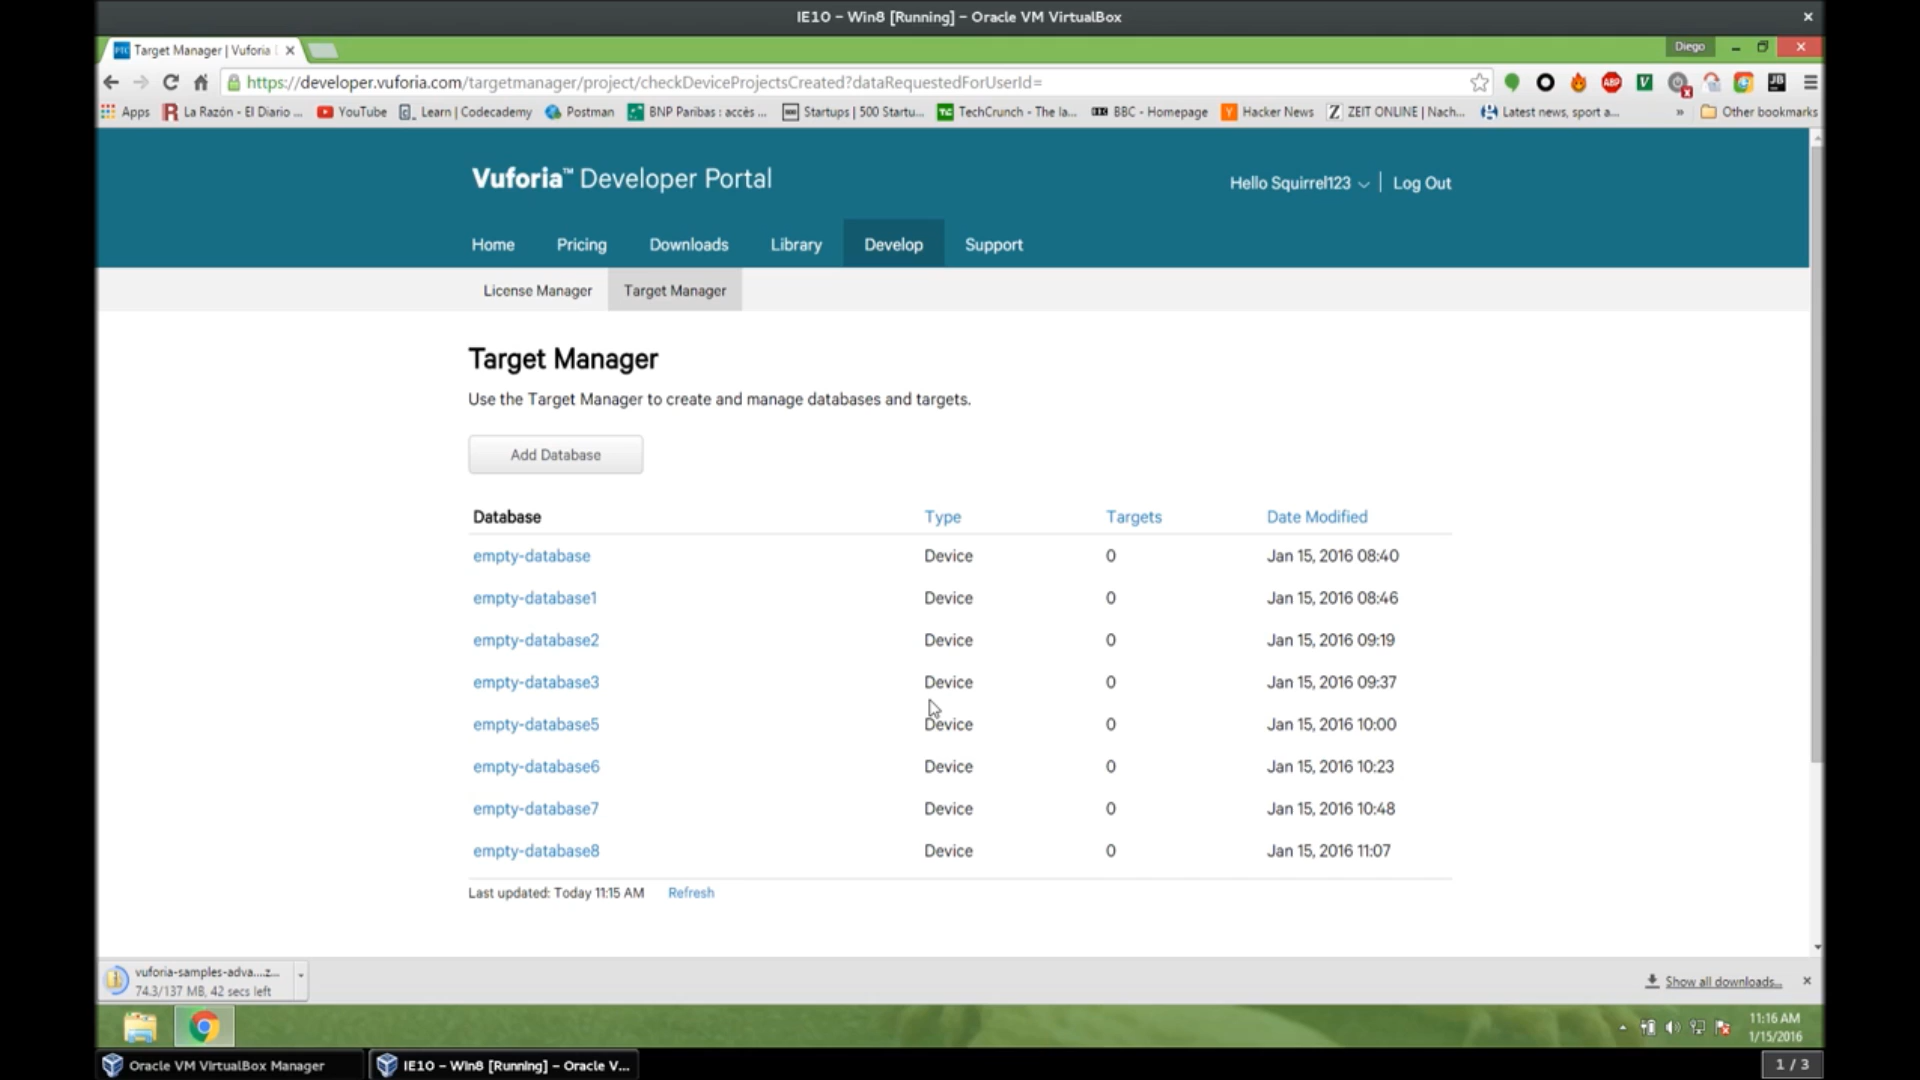 IE10 – Win8 [Running] – Oracle VM VirtualBox
Target Manager | Vuforia
Diego
https://developer.vuforia.com/targetmanager/project/checkDeviceProjectsCreated?dataRequestedForUserId=
Apps La Razón - El Diario ... YouTube Learn | Codecademy Postman BNP Paribas : accès ... Startups | 500 Startu... TechCrunch - The la... BBC - Homepage Hacker News ZEIT ONLINE | Nach... Latest news, sport a... » Other bookmarks
Vuforia™ Developer Portal
Hello Squirrel123 | Log Out
Home Pricing Downloads Library Develop Support
License Manager Target Manager
Target Manager
Use the Target Manager to create and manage databases and targets.
Add Database
Database Type Targets Date Modified
empty-database Device 0 Jan 15, 2016 08:40
empty-database1 Device 0 Jan 15, 2016 08:46
empty-database2 Device 0 Jan 15, 2016 09:19
empty-database3 Device 0 Jan 15, 2016 09:37
empty-database5 Device 0 Jan 15, 2016 10:00
empty-database6 Device 0 Jan 15, 2016 10:23
empty-database7 Device 0 Jan 15, 2016 10:48
empty-database8 Device 0 Jan 15, 2016 11:07
Last updated: Today 11:15 AM Refresh
vuforia-samples-adva....z...
74.3/137 MB, 42 secs left
Show all downloads...
11:16 AM
1/15/2016
Oracle VM VirtualBox Manager IE10 – Win8 [Running] – Oracle V... 1 / 3